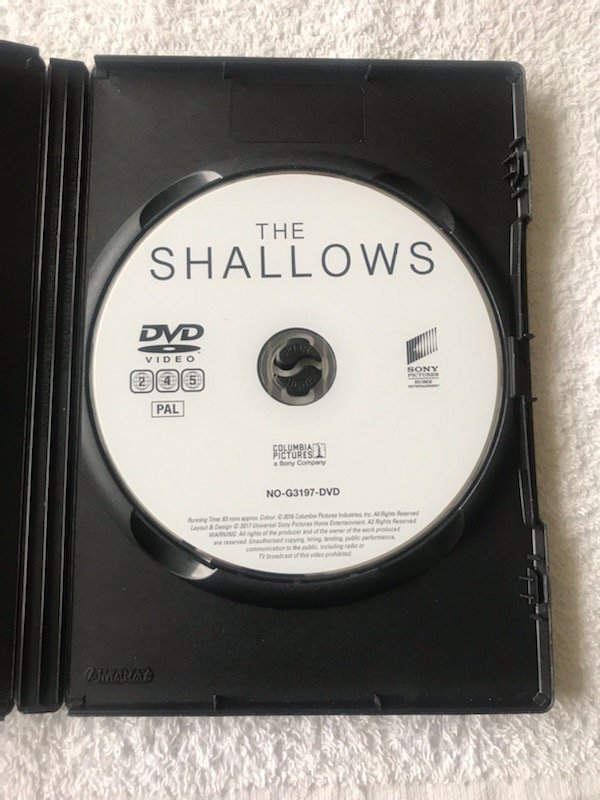 THE
SHALLOWS
DVD
VIDEO
2 4 5
PAL
SONY
PICTURES
HOME
ENTERTAINMENT
COLUMBIA
PICTURES
a Sony Company
NO-G3197-DVD
Running Time: 83 mins approx. Colour. © 2016 Columbia Pictures Industries, Inc. All Rights Reserved.
Layout & Design © 2017 Universal Sony Pictures Home Entertainment. All Rights Reserved.
WARNING: All rights of the producer and of the owner of the work produced
are reserved. Unauthorised copying, hiring, lending, public performance,
communication to the public, including radio or
TV broadcast of this video prohibited.
AMARAY